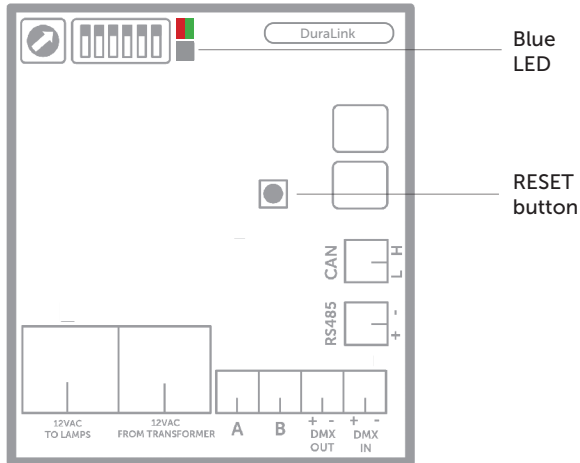 DuraLink
Blue
LED
RESET
button
CAN
H
L
RS485
-
+
12VAC
TO LAMPS
12VAC
FROM TRANSFORMER
A
B
+ -
DMX
OUT
+ -
DMX
IN